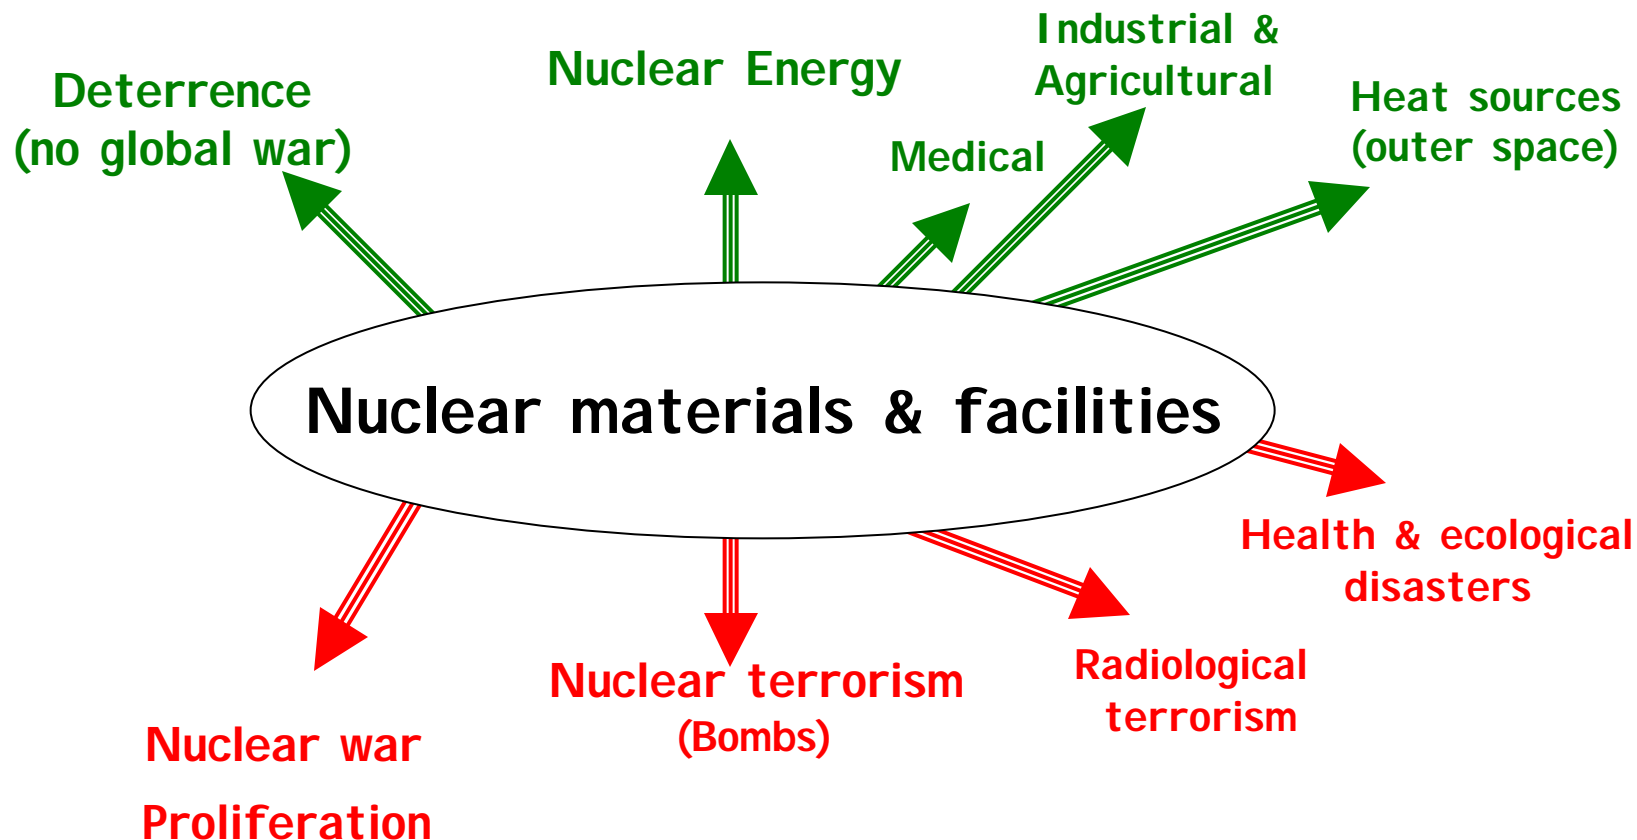 Deterrence
(no global war)
Nuclear Energy
Medical
Industrial &
Agricultural
Heat sources
(outer space)
Nuclear materials & facilities
Health & ecological
disasters
Radiological
terrorism
Nuclear terrorism
(Bombs)
Nuclear war
Proliferation